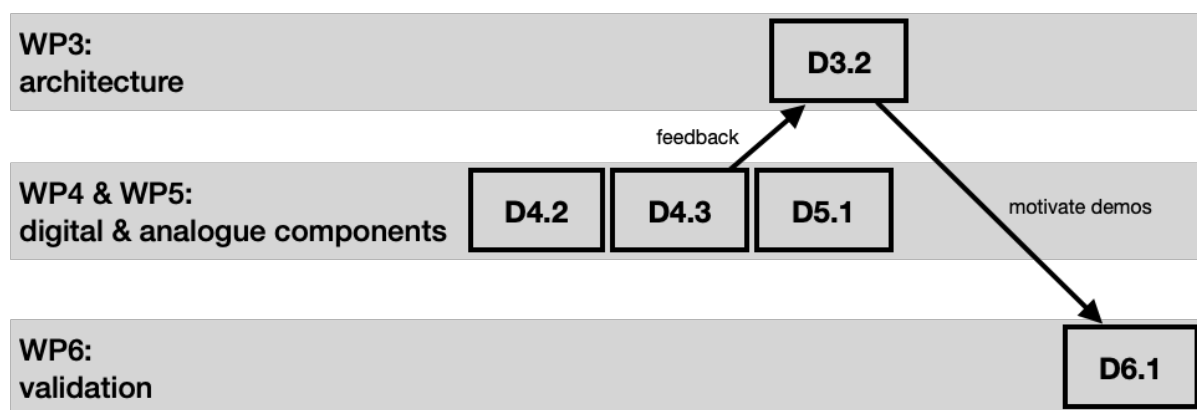 WP3:
architecture
D3.2
feedback
WP4 & WP5:
digital & analogue components
D4.2
D4.3
D5.1
motivate demos
WP6:
validation
D6.1